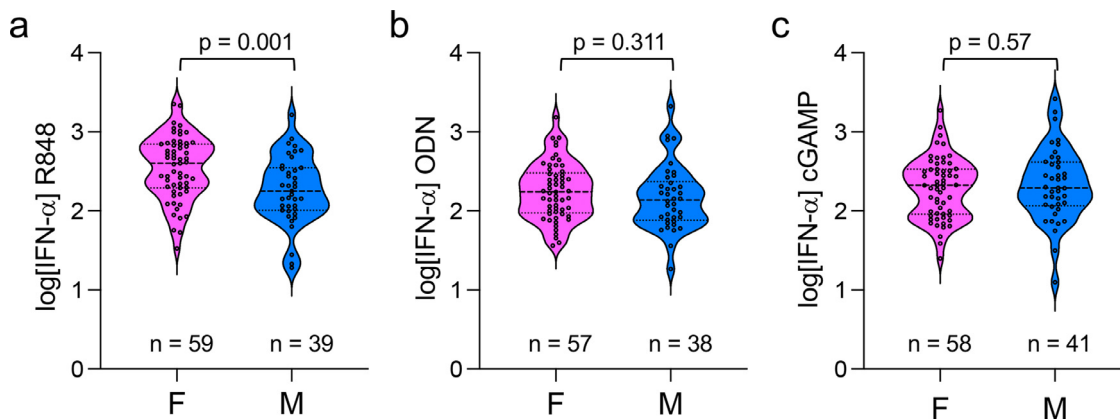 a
p = 0.001
log[IFN-α] R848
4
3
2
1
0
n = 59
n = 39
F
M
b
p = 0.311
log[IFN-α] ODN
4
3
2
1
0
n = 57
n = 38
F
M
c
p = 0.57
log[IFN-α] cGAMP
4
3
2
1
0
n = 58
n = 41
F
M